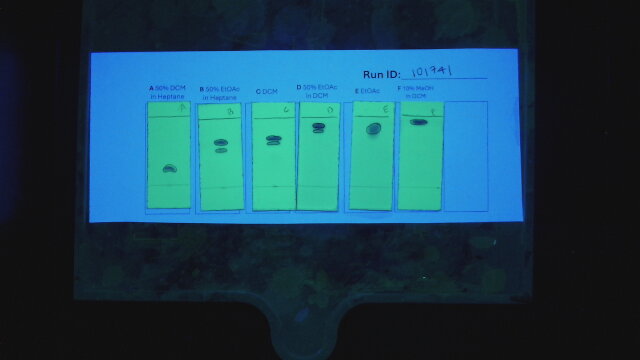 Run ID: 101741
A 50% DCM
in Heptane
B 50% EtOAc
in Heptane
C DCM
D 50% EtOAc
in DCM
E EtOAc
F 10% MeOH
in DCM
A
B
C
D
E
F